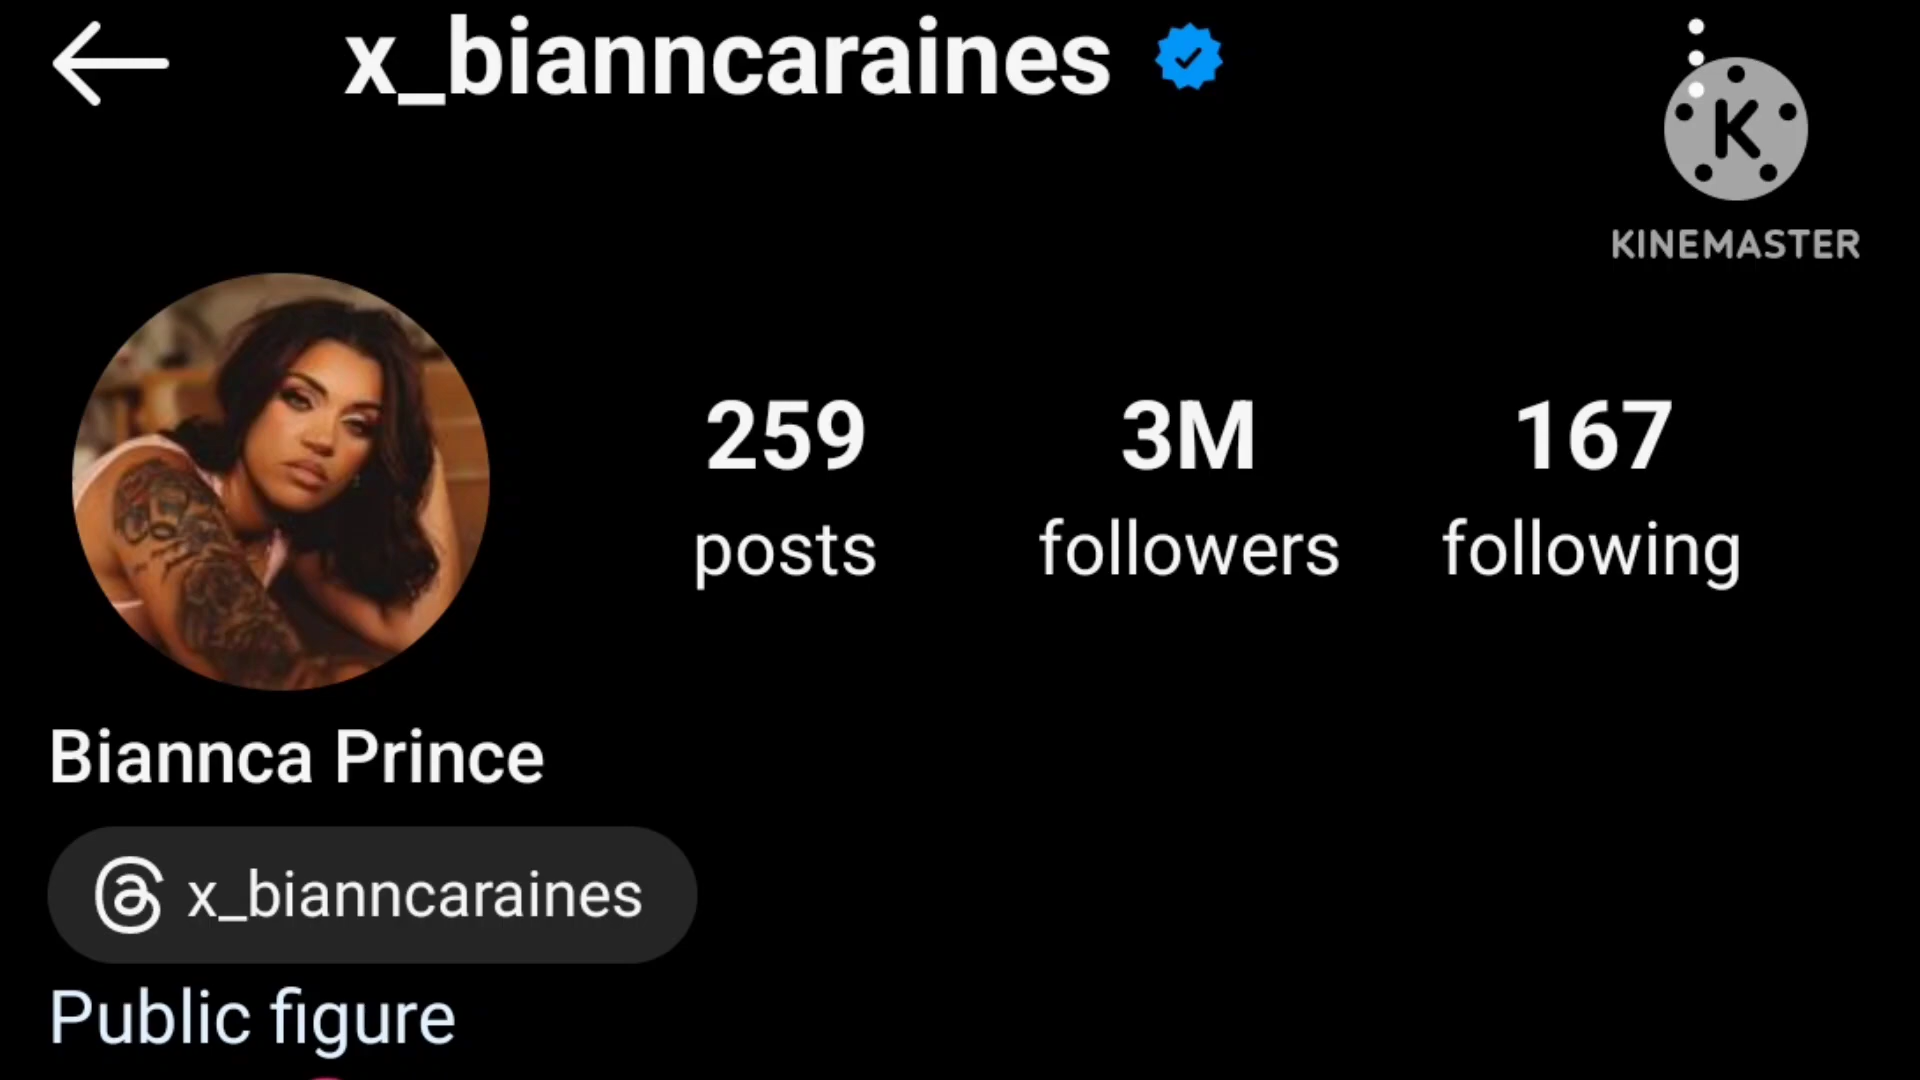 x_bianncaraines
K
KINEMASTER
259 3M 167
posts followers following
Biannca Prince
x_bianncaraines
Public figure